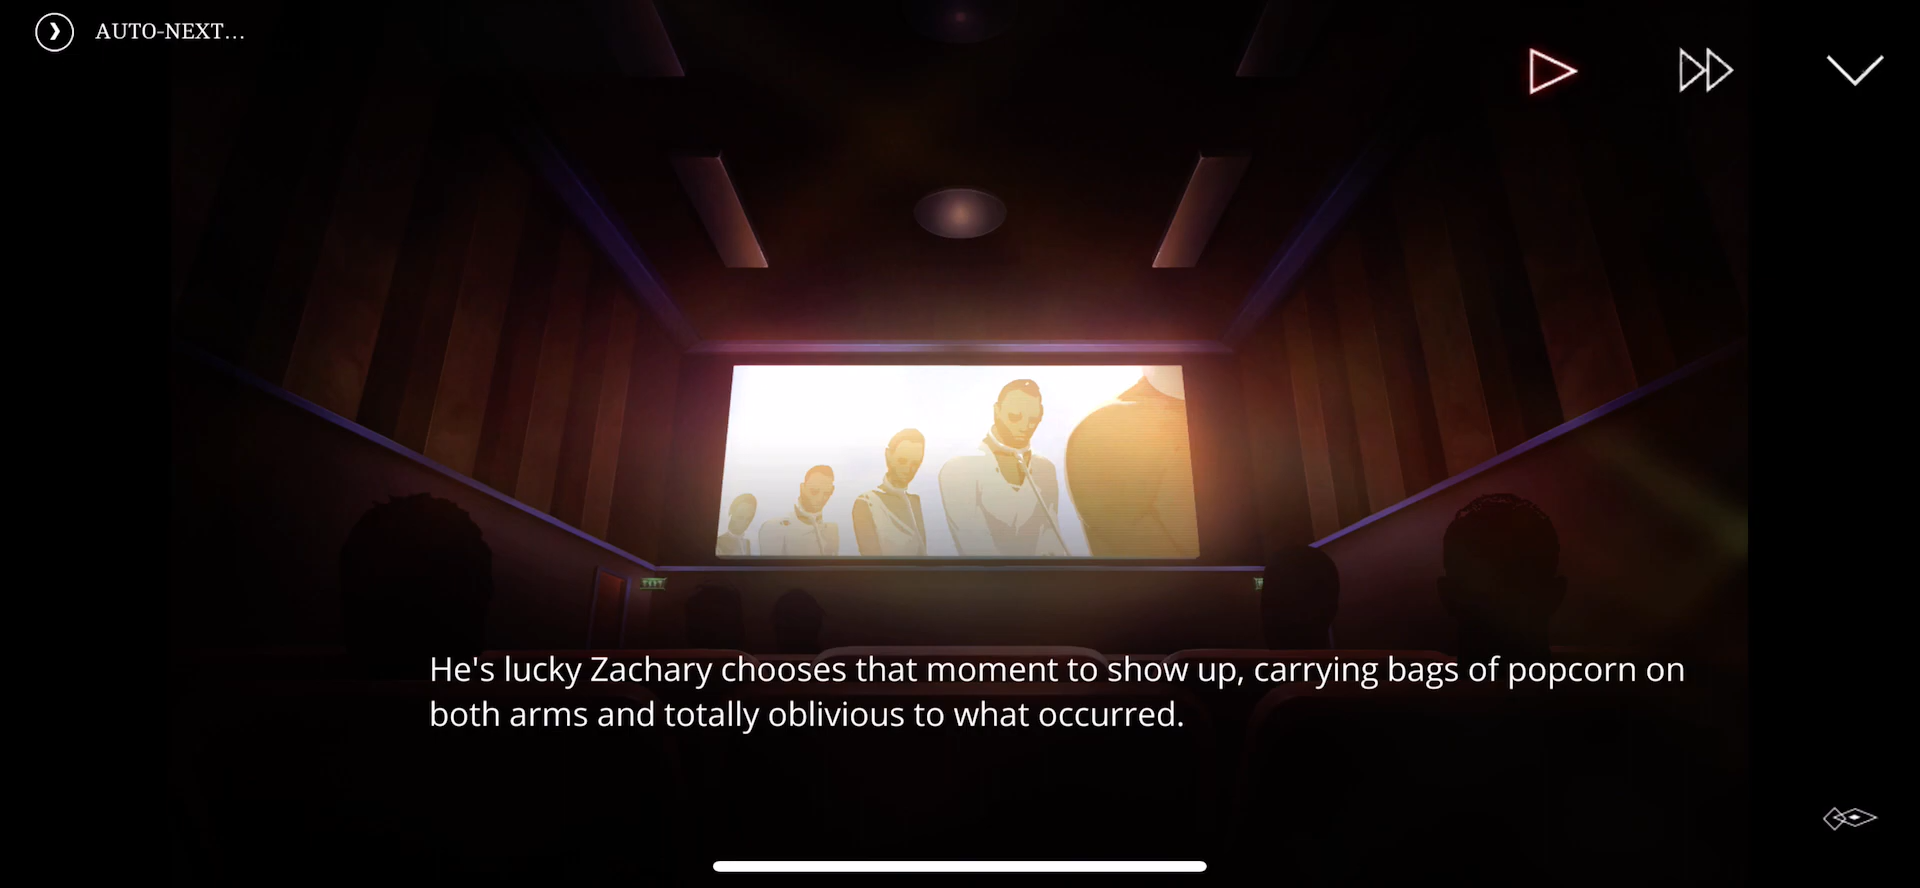 AUTO-NEXT...
EXIT
He's lucky Zachary chooses that moment to show up, carrying bags of popcorn on
both arms and totally oblivious to what occurred.